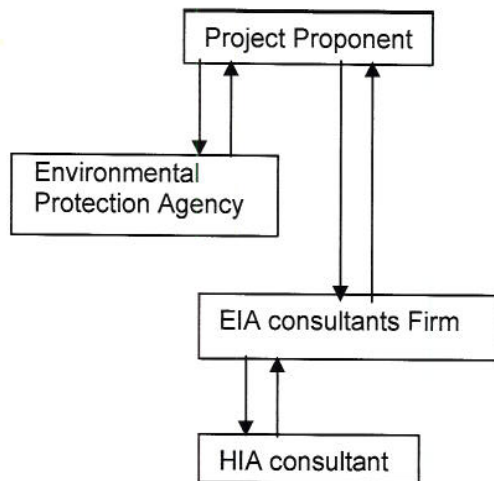 Project Proponent
Environmental
Protection Agency
EIA consultants Firm
HIA consultant